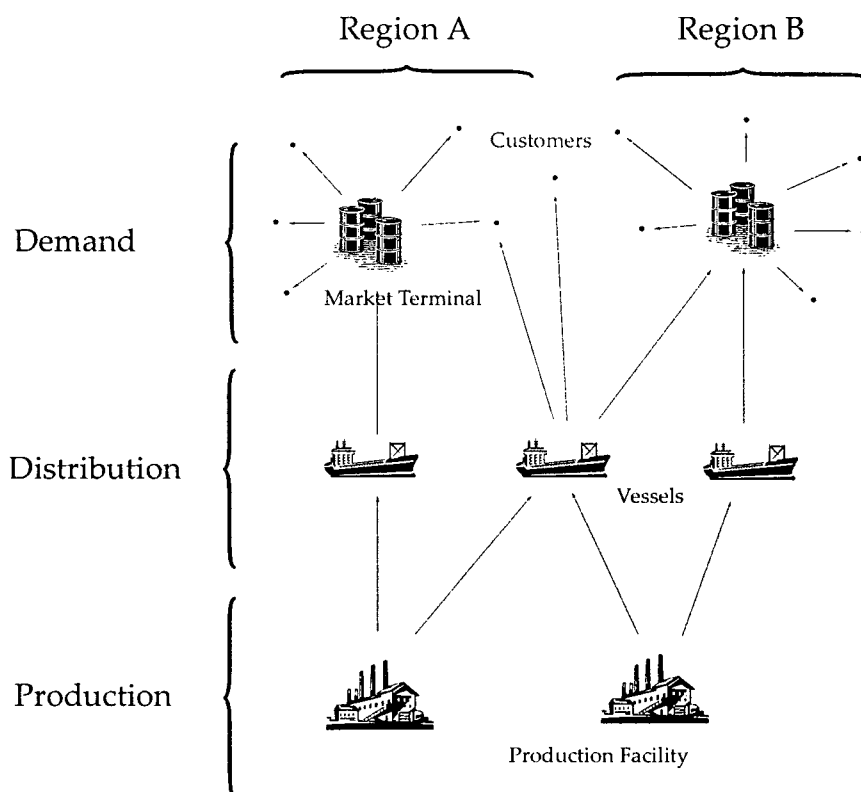 Region A
Region B
Customers
Demand
Market Terminal
Distribution
Vessels
Production
Production Facility